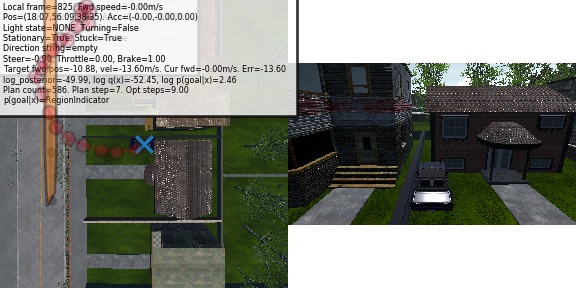 Local frame=825. Fwd speed=-0.00m/s
Pos=(18.07,56.09,38.35). Acc=(-0.00,-0.00,0.00)
Light state=NONE. Turning=False
Stationary=True. Stuck=True
Direction string=empty
Steer=-0.90, Throttle=0.00, Brake=1.00
Target fwd pos=-10.88, vel=-13.60m/s. Cur fwd=-0.00m/s. Err=-13.60
log_posterior=-49.99, log q(x)=-52.45, log p(goal|x)=2.46
Plan count=586. Plan step=7. Opt steps=9.00
p(goal|x)=RegionIndicator